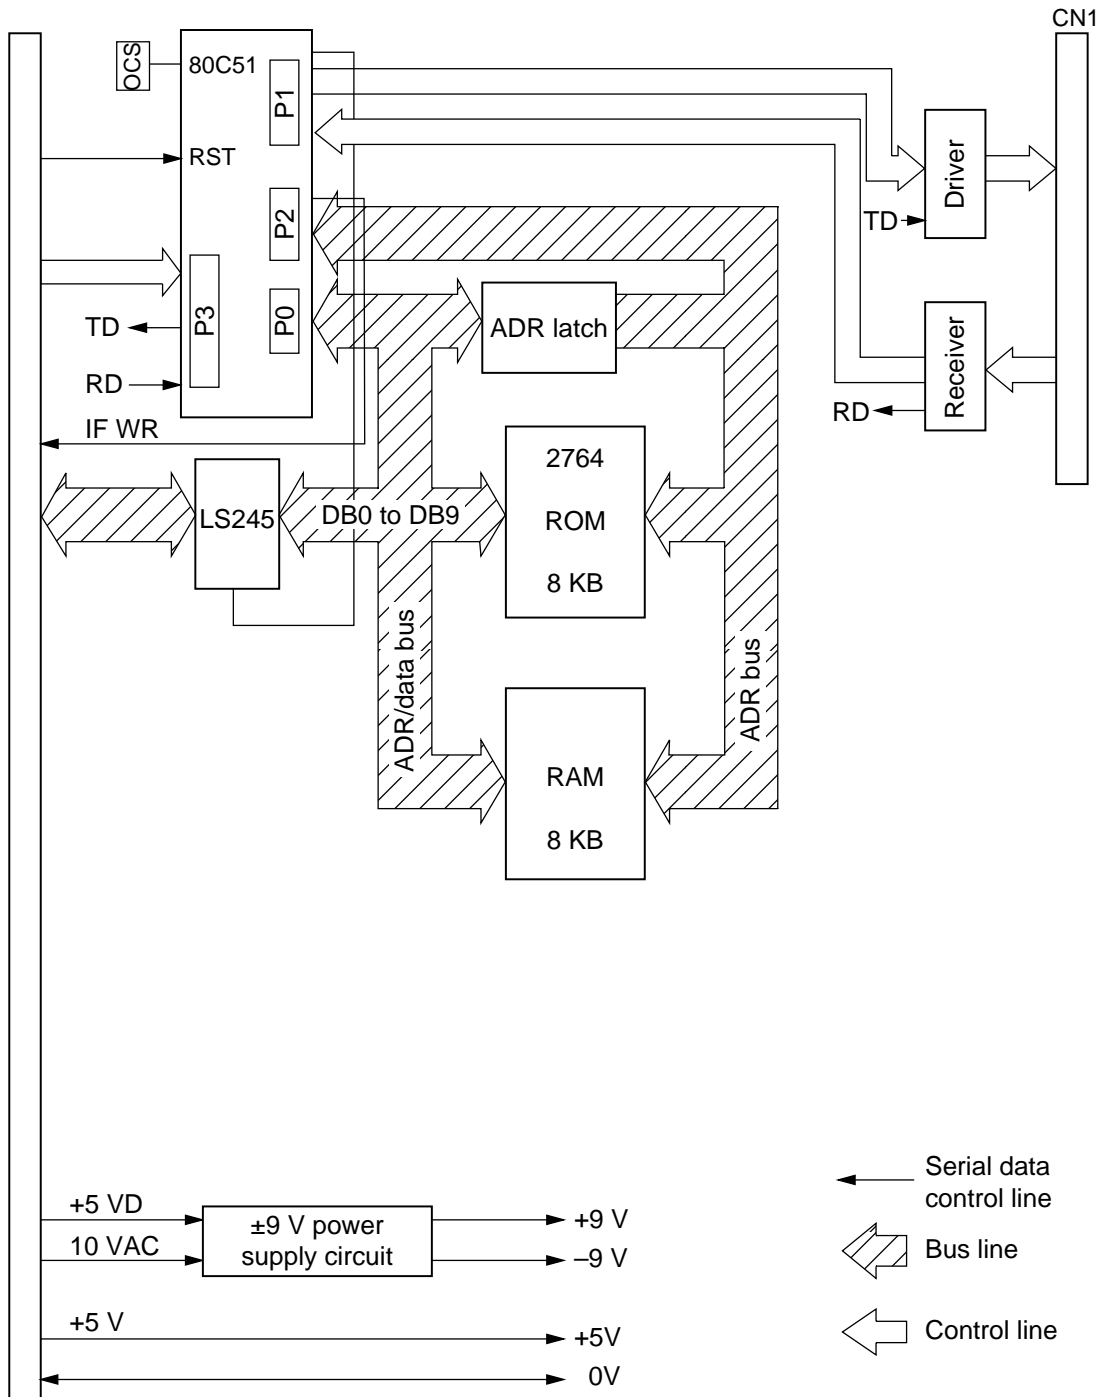 CN1
OCS
80C51
P1
RST
P2
P3
P0
TD
RD
IF WR
Driver
TD
ADR latch
Receiver
RD
LS245
DB0 to DB9
2764
ROM
8 KB
ADR/data bus
ADR bus
RAM
8 KB
+5 VD
10 VAC
±9 V power
supply circuit
+9 V
–9 V
+5 V
+5V
0V
Serial data
control line
Bus line
Control line